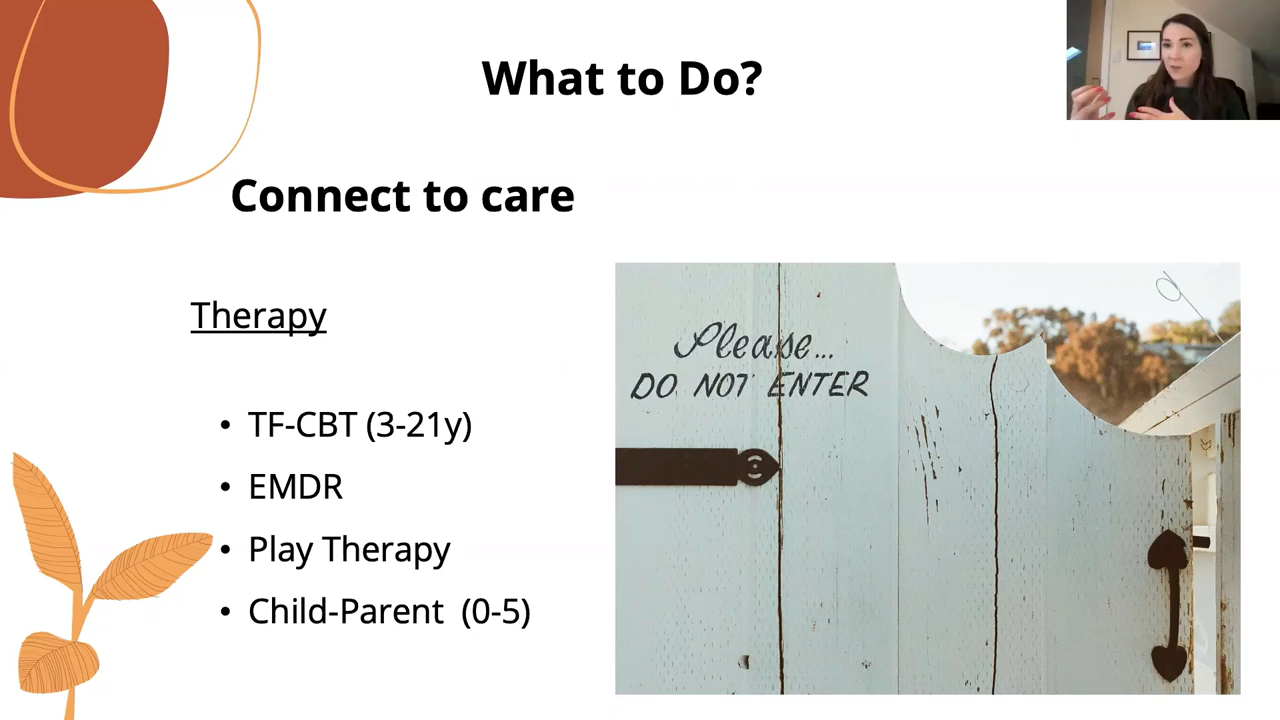 What to Do?
Connect to care
Therapy
• TF-CBT (3-21y)
• EMDR
• Play Therapy
• Child-Parent (0-5)
Please...
DO NOT ENTER